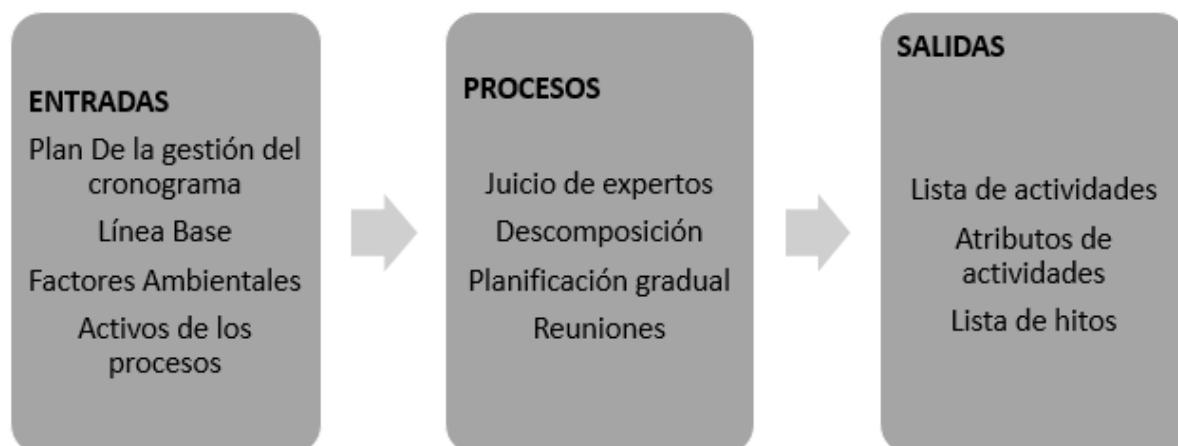 ENTRADAS
Plan De la gestión del
cronograma
Línea Base
Factores Ambientales
Activos de los
procesos
PROCESOS
Juicio de expertos
Descomposición
Planificación gradual
Reuniones
SALIDAS
Lista de actividades
Atributos de
actividades
Lista de hitos